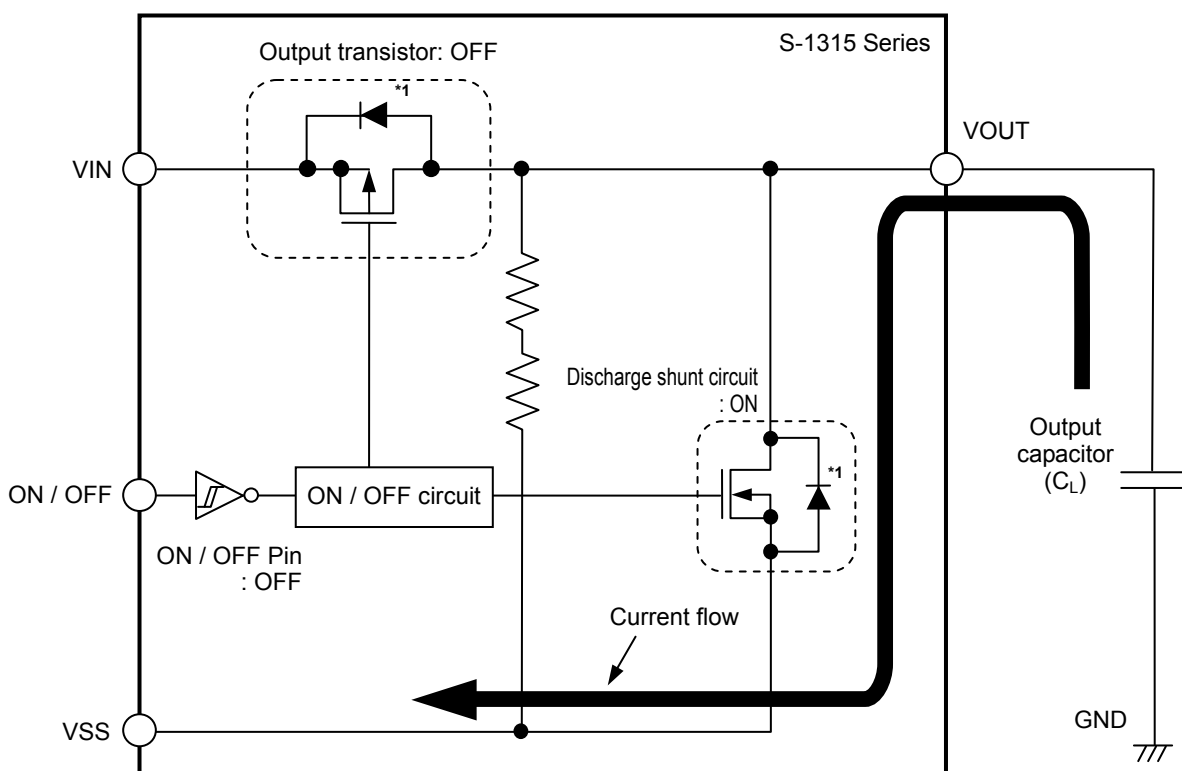 S-1315 Series
Output transistor: OFF
*1
VOUT
VIN
Discharge shunt circuit
: ON
*1
Output
capacitor
(CL)
ON / OFF
ON / OFF circuit
ON / OFF Pin
: OFF
Current flow
GND
VSS